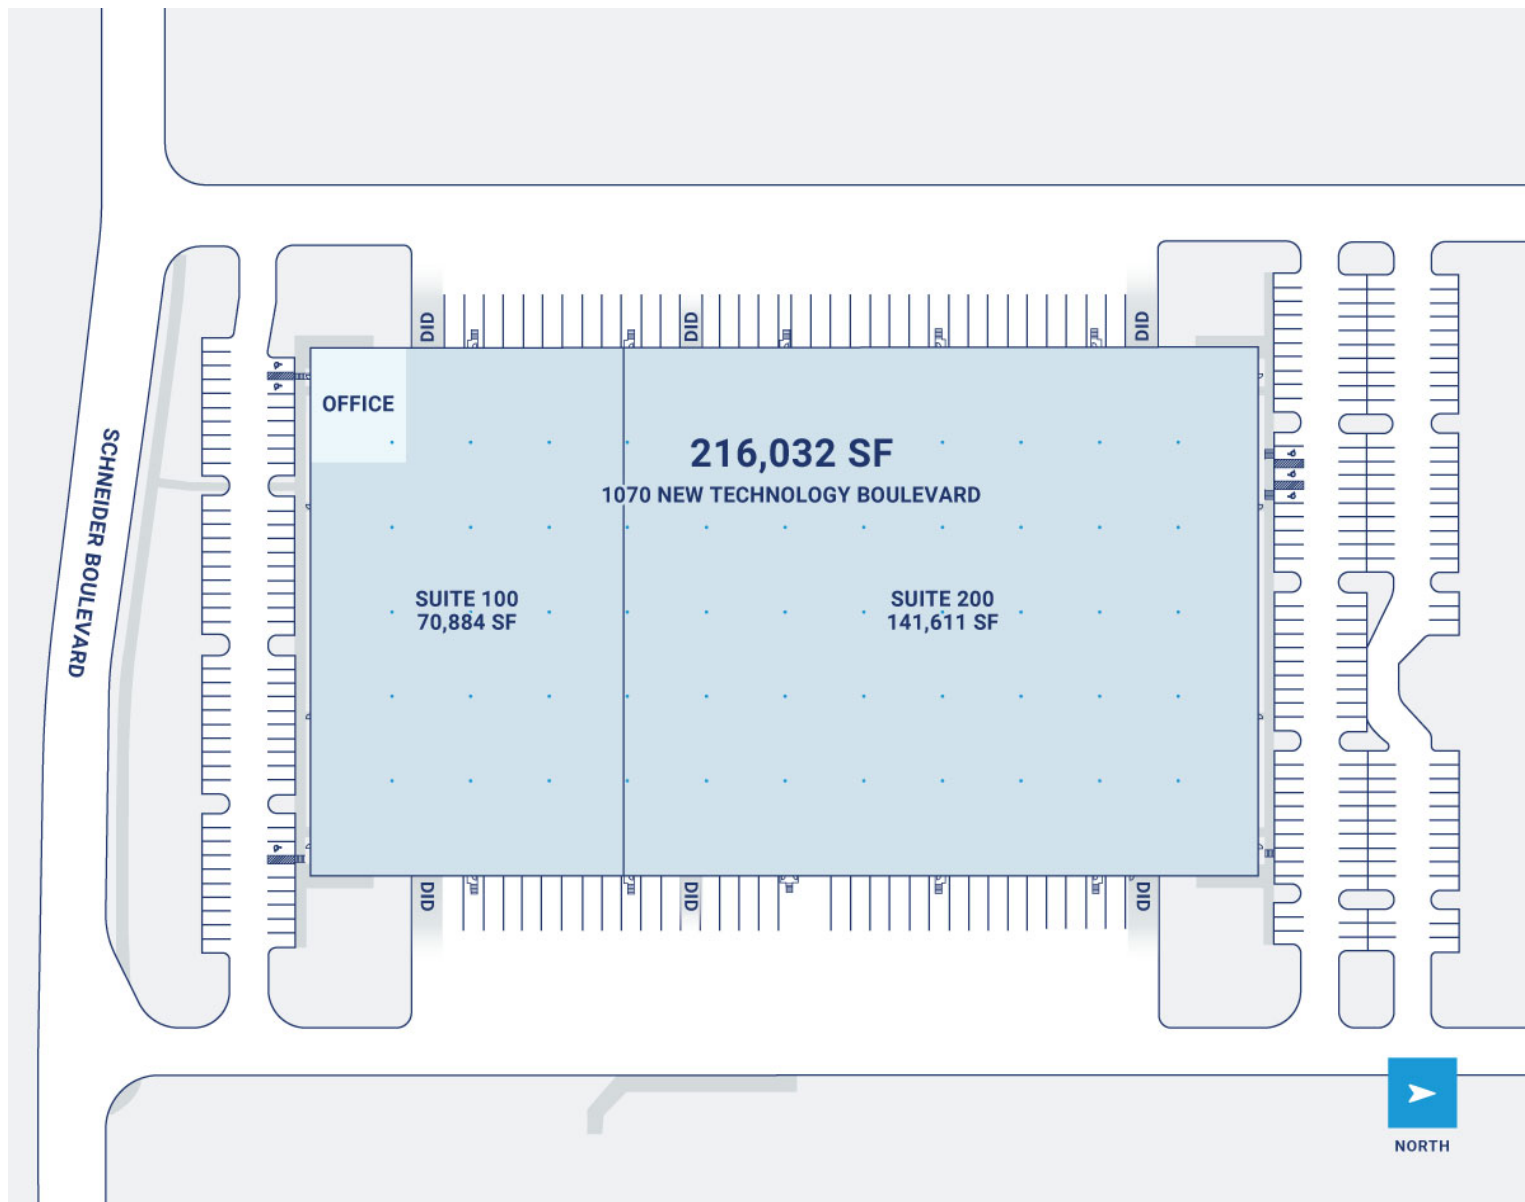 DID
DID
DID
OFFICE
216,032 SF
1070 NEW TECHNOLOGY BOULEVARD
SCHNEIDER BOULEVARD
SUITE 100
70,884 SF
SUITE 200
141,611 SF
DID
DID
DID
NORTH